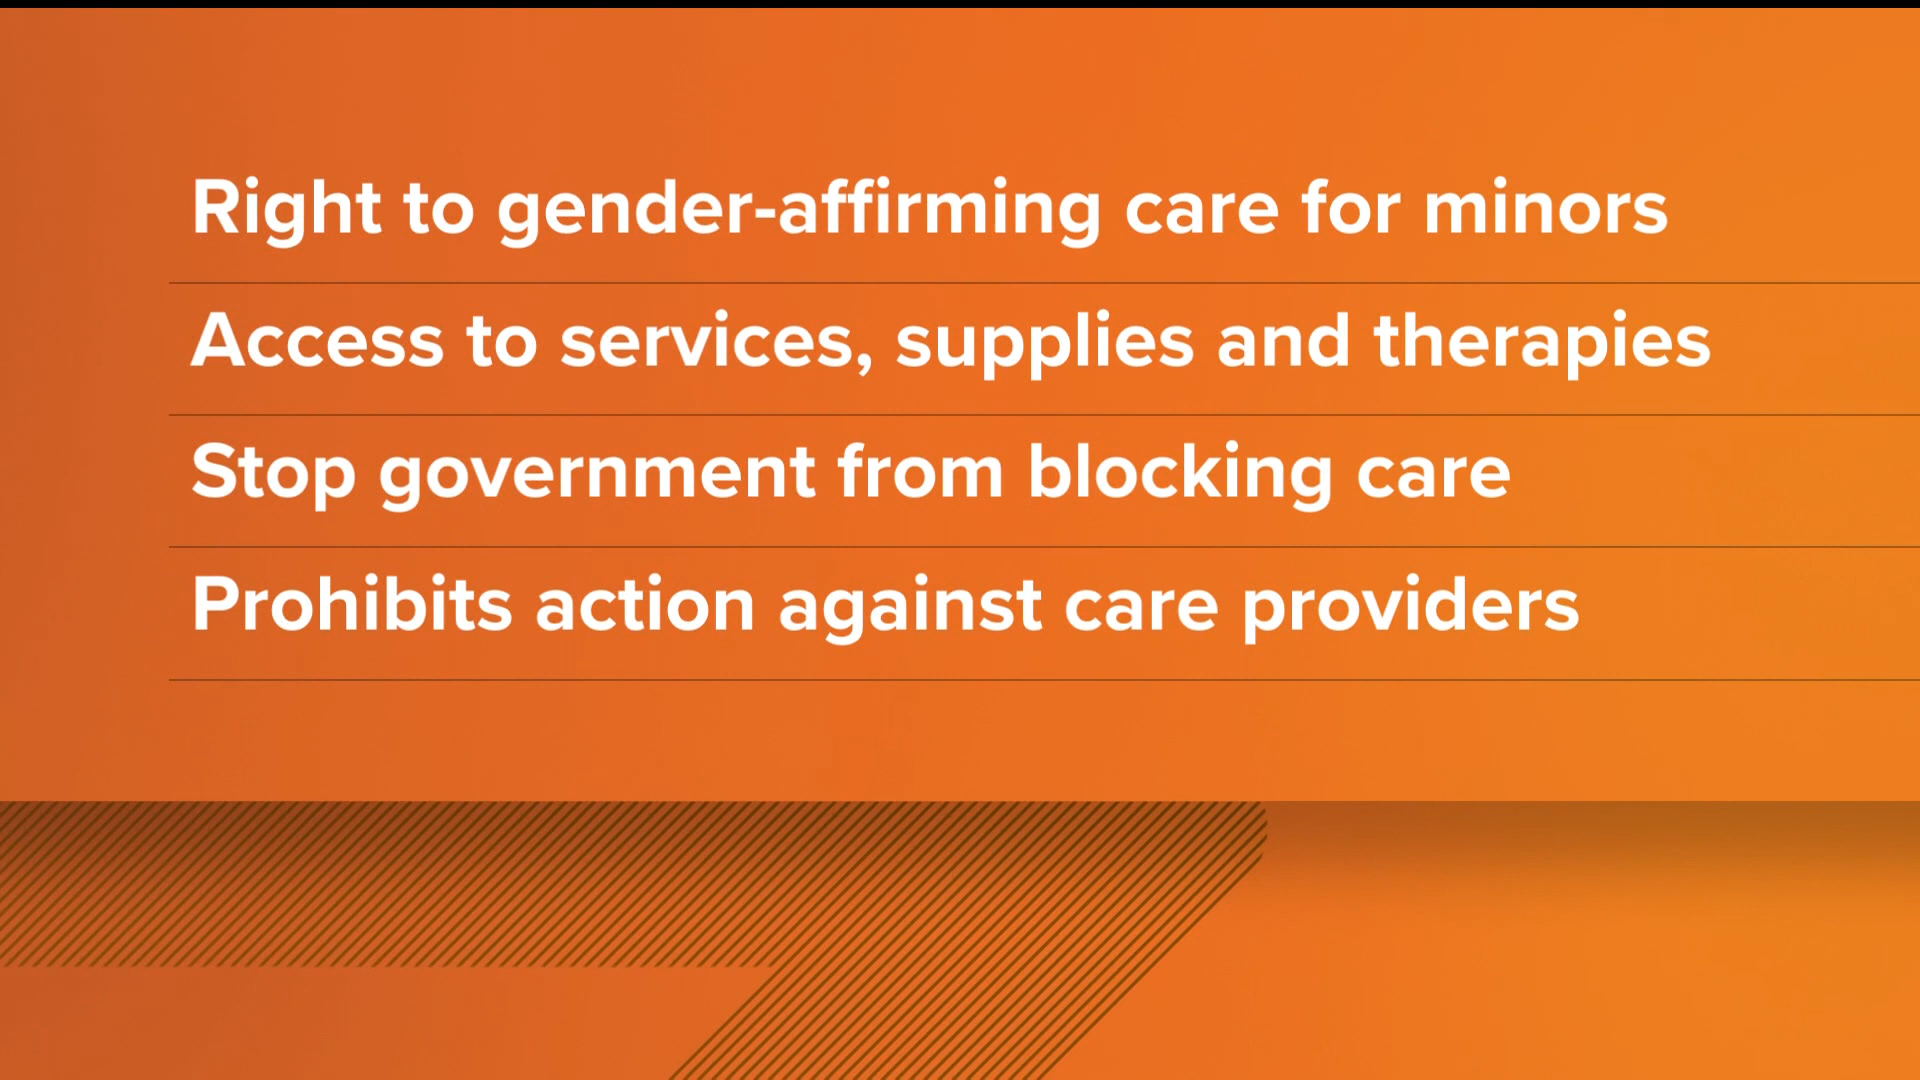 Right to gender-affirming care for minors
Access to services, supplies and therapies
Stop government from blocking care
Prohibits action against care providers